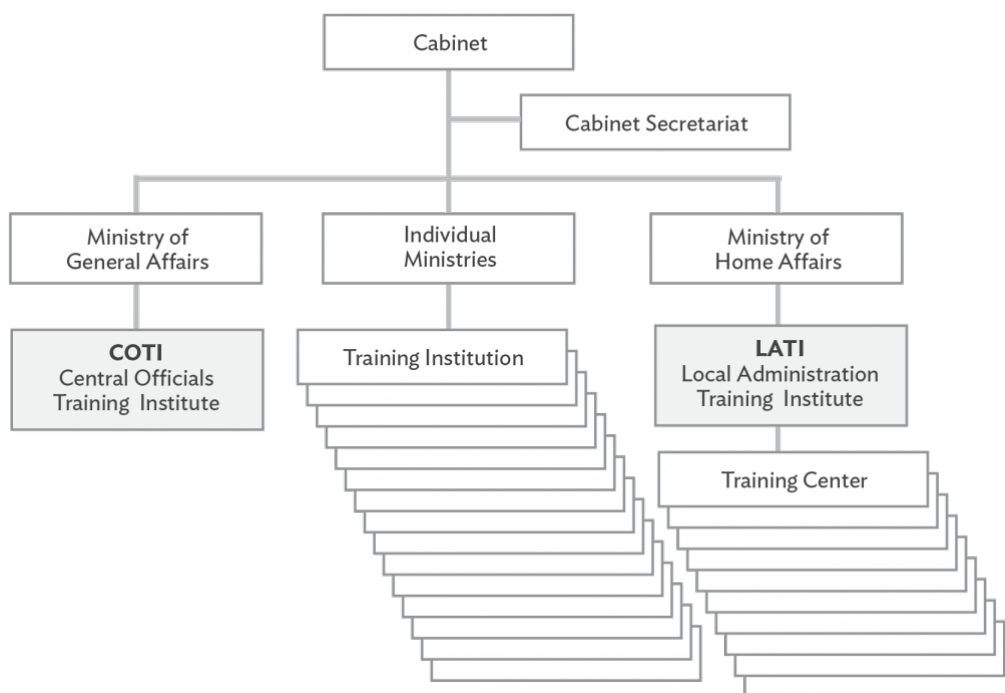 Cabinet
Cabinet Secretariat
Ministry of
General Affairs
Individual
Ministries
Ministry of
Home Affairs
COTI
Central Officials
Training Institute
Training Institution
LATI
Local Administration
Training Institute
Training Center